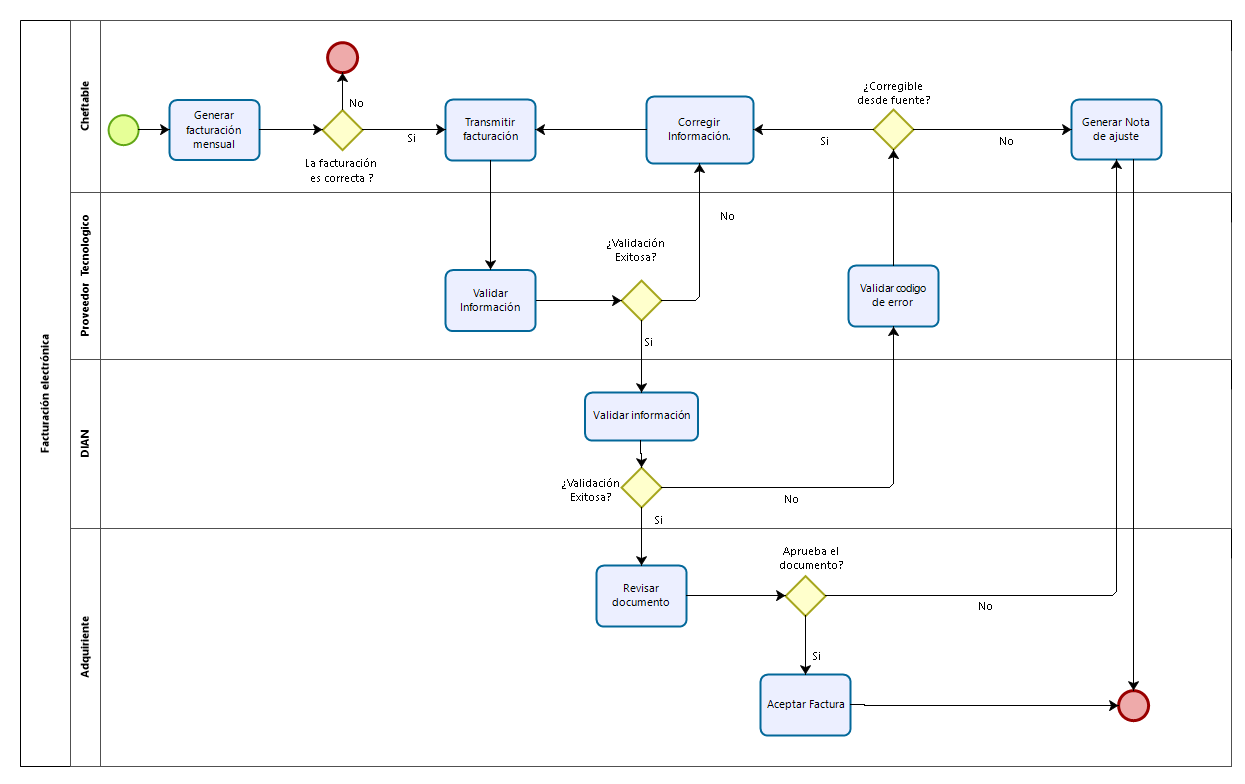 Facturación electrónica
Cheftable
Generar
facturación
mensual
No
La facturación
es correcta ?
Si
Transmitir
facturación
Corregir
Información.
Si
¿Corregible
desde fuente?
No
Generar Nota
de ajuste
Proveedor Tecnologico
Validar
Información
¿Validación
Exitosa?
No
Si
Validar codigo
de error
DIAN
Validar información
¿Validación
Exitosa?
No
Si
Adquiriente
Revisar
documento
Aprueba el
documento?
No
Si
Aceptar Factura